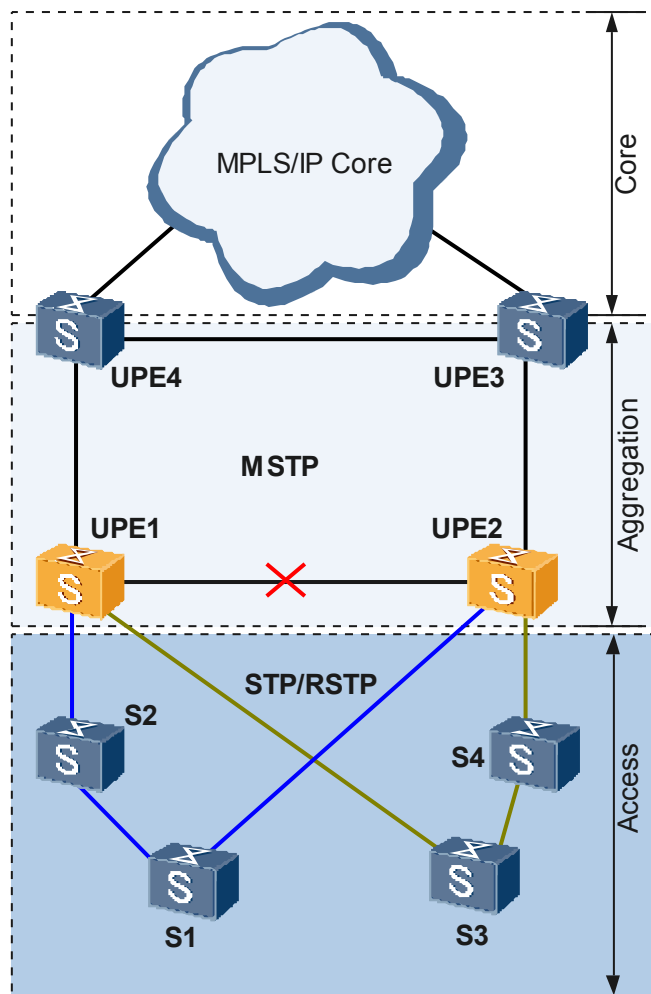 MPLS/IP Core
Core
S
S
UPE4
UPE3
MSTP
Aggregation
UPE1
UPE2
S
S
STP/RSTP
S2
S
S4
S
Access
S
S
S1
S3